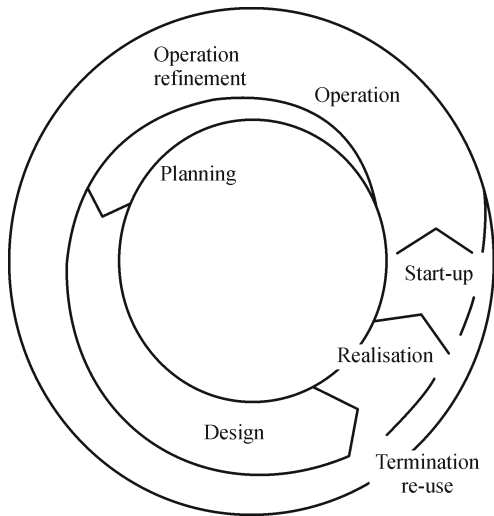 Operation
refinement
Operation
Planning
Start-up
Realisation
Design
Termination
re-use